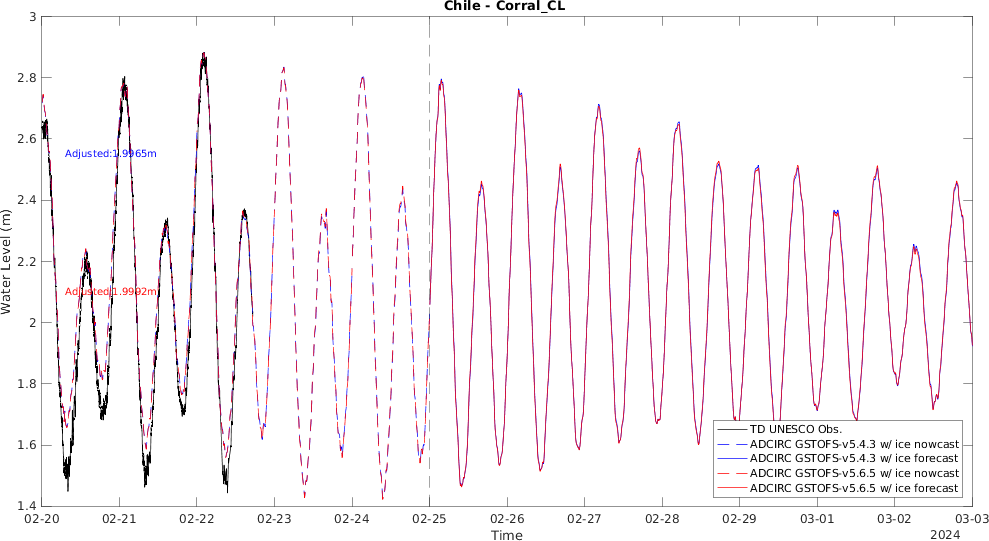 Chile - Corral_CL
3
2.8
2.6
2.4
2.2
2
1.8
1.6
1.4
Water Level (m)
Adjusted:1.9965m
Adjusted:1.9992m
TD UNESCO Obs.
ADCIRC GSTOFS-v5.4.3 w/ ice nowcast
ADCIRC GSTOFS-v5.4.3 w/ ice forecast
ADCIRC GSTOFS-v5.6.5 w/ ice nowcast
ADCIRC GSTOFS-v5.6.5 w/ ice forecast
02-20 02-21 02-22 02-23 02-24 02-25 02-26 02-27 02-28 02-29 03-01 03-02 03-03
Time
2024